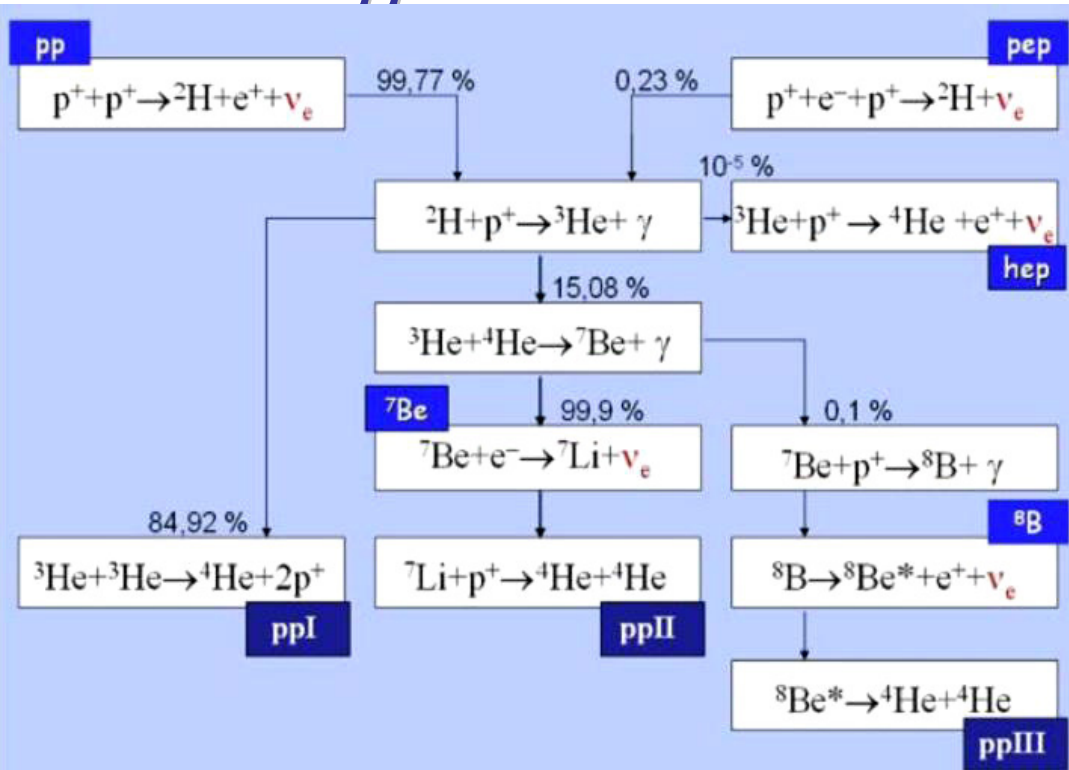 pp
p⁺+p⁺→²H+e⁺+νₑ
99,77 %
0,23 %
pep
p⁺+e⁻+p⁺→²H+νₑ
²H+p⁺→³He+ γ
10⁻⁵ %
³He+p⁺→ ⁴He +e⁺+νₑ
hep
15,08 %
³He+⁴He→⁷Be+ γ
⁷Be
99,9 %
⁷Be+e⁻→⁷Li+νₑ
0,1 %
⁷Be+p⁺→⁸B+ γ
84,92 %
³He+³He→⁴He+2p⁺
ppI
⁷Li+p⁺→⁴He+⁴He
ppII
⁸B
⁸B→⁸Be*+e⁺+νₑ
⁸Be*→⁴He+⁴He
ppIII